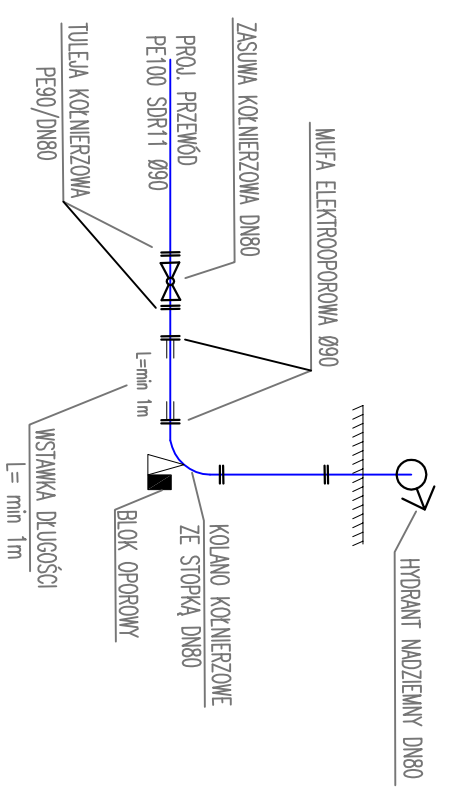 PROJ. PRZEWÓD
PE100 SDR11 Ø90
TULEJA KOŁNIERZOWA
PE90/DN80
ZASUWA KOŁNIERZOWA DN80
MUFA ELEKTROOPOROWA Ø90
L=min 1m
WSTAWKA DŁUGOŚCI
L= min 1m
BLOK OPOROWY
KOLANO KOŁNIERZOWE
ZE STOPKĄ DN80
HYDRANT NADZIEMNY DN80